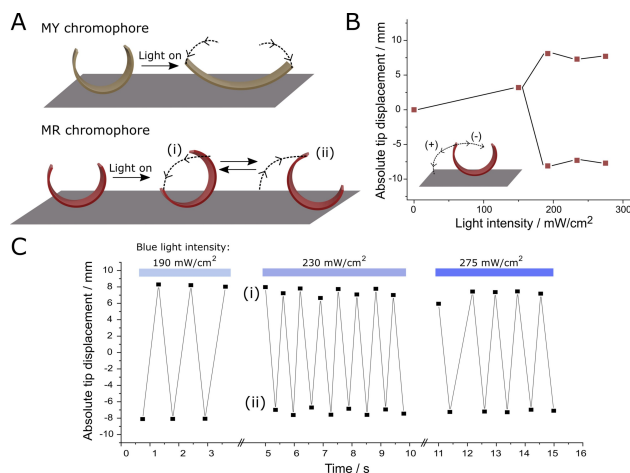 A
MY chromophore
Light on
MR chromophore
Light on
(i)
(ii)
B
Absolute tip displacement / mm
10
5
0
-5
-10
(+)
(-)
0
100
200
300
Light intensity / mW/cm²
C
Blue light intensity:
190 mW/cm²
230 mW/cm²
275 mW/cm²
Absolute tip displacement / mm
10
8
6
4
2
0
-2
-4
-6
-8
-10
(i)
(ii)
0
1
2
3
5
6
7
8
9
10
11
12
13
14
15
16
Time / s